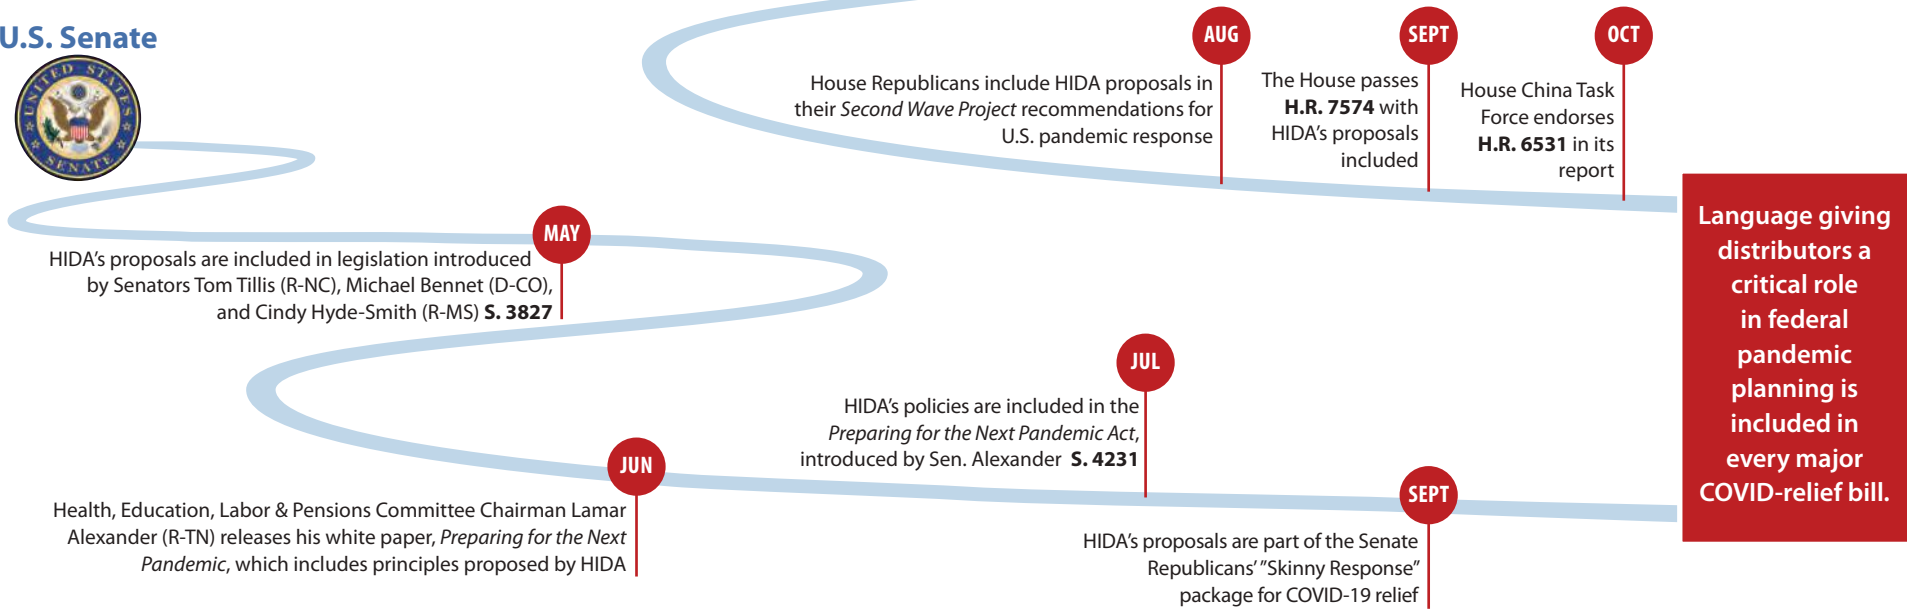 U.S. Senate
UNITED STATES
SENATE
AUG
House Republicans include HIDA proposals in
their Second Wave Project recommendations for
U.S. pandemic response
SEPT
The House passes
H.R. 7574 with
HIDA’s proposals
included
OCT
House China Task
Force endorses
H.R. 6531 in its
report
MAY
HIDA’s proposals are included in legislation introduced
by Senators Tom Tillis (R-NC), Michael Bennet (D-CO),
and Cindy Hyde-Smith (R-MS) S. 3827
JUN
Health, Education, Labor & Pensions Committee Chairman Lamar
Alexander (R-TN) releases his white paper, Preparing for the Next
Pandemic, which includes principles proposed by HIDA
JUL
HIDA’s policies are included in the
Preparing for the Next Pandemic Act,
introduced by Sen. Alexander S. 4231
SEPT
HIDA’s proposals are part of the Senate
Republicans’ ”Skinny Response”
package for COVID-19 relief
Language giving
distributors a
critical role
in federal
pandemic
planning is
included in
every major
COVID-relief bill.